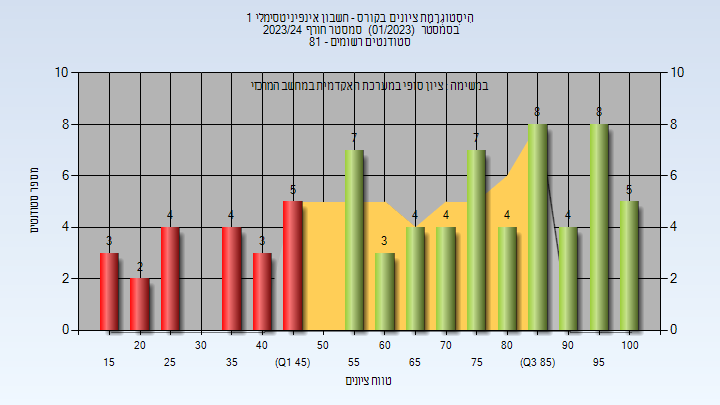 היסטוגרמת ציונים בקורס - חשבון אינפיניטסימלי 1
בסמסטר (01/2023) סמסטר חורף 2023/24
סטודנטים רשומים - 81
במשימה ציון סופי במערכת האקדמית במחשב המרכזי
מספר סטודנטים
10 10
8 8
6 6
4 4
2 2
0 0
3 2 4 4 3 5 7 3 4 4 7 4 8 4 8 5
20 30 40 50 60 70 80 90 100
15 25 35 (Q1 45) 55 65 75 (Q3 85) 95
טווח ציונים